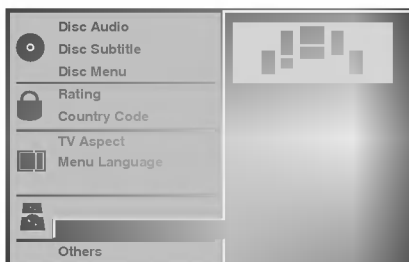 Disc Audio
Disc Subtitle
Disc Menu
Rating
Country Code
TV Aspect
Menu Language
Others